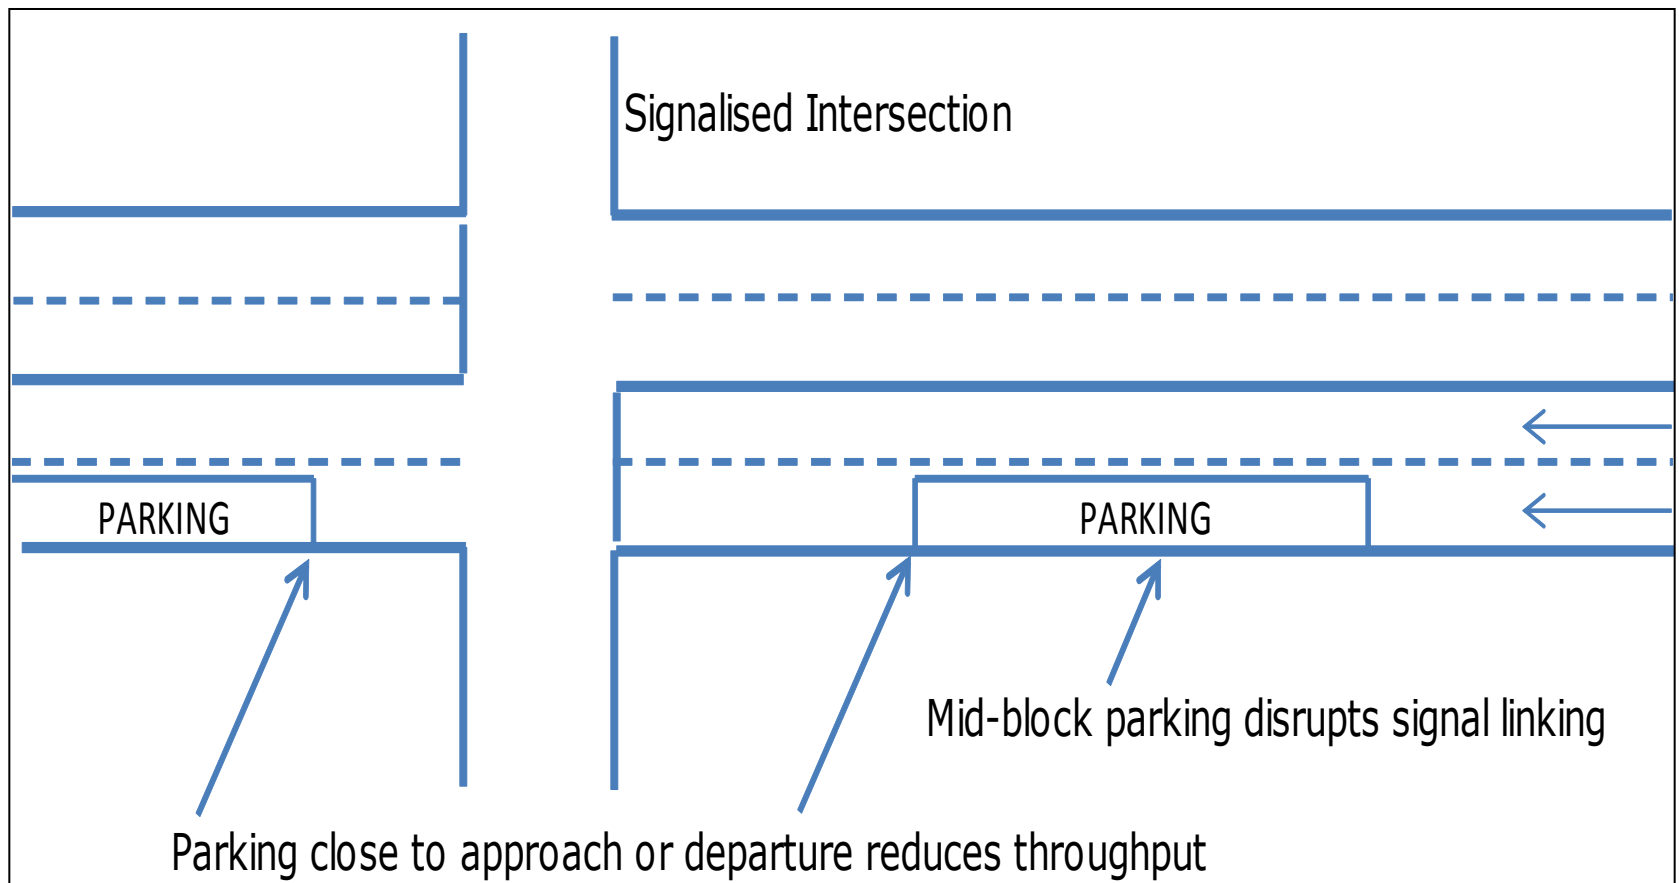 Signalised Intersection
PARKING
PARKING
Mid-block parking disrupts signal linking
Parking close to approach or departure reduces throughput